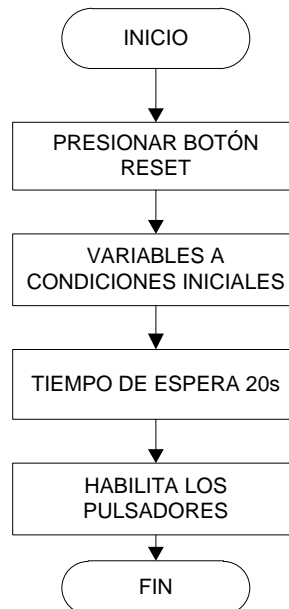 INICIO
PRESIONAR BOTÓN
RESET
VARIABLES A
CONDICIONES INICIALES
TIEMPO DE ESPERA 20s
HABILITA LOS
PULSADORES
FIN